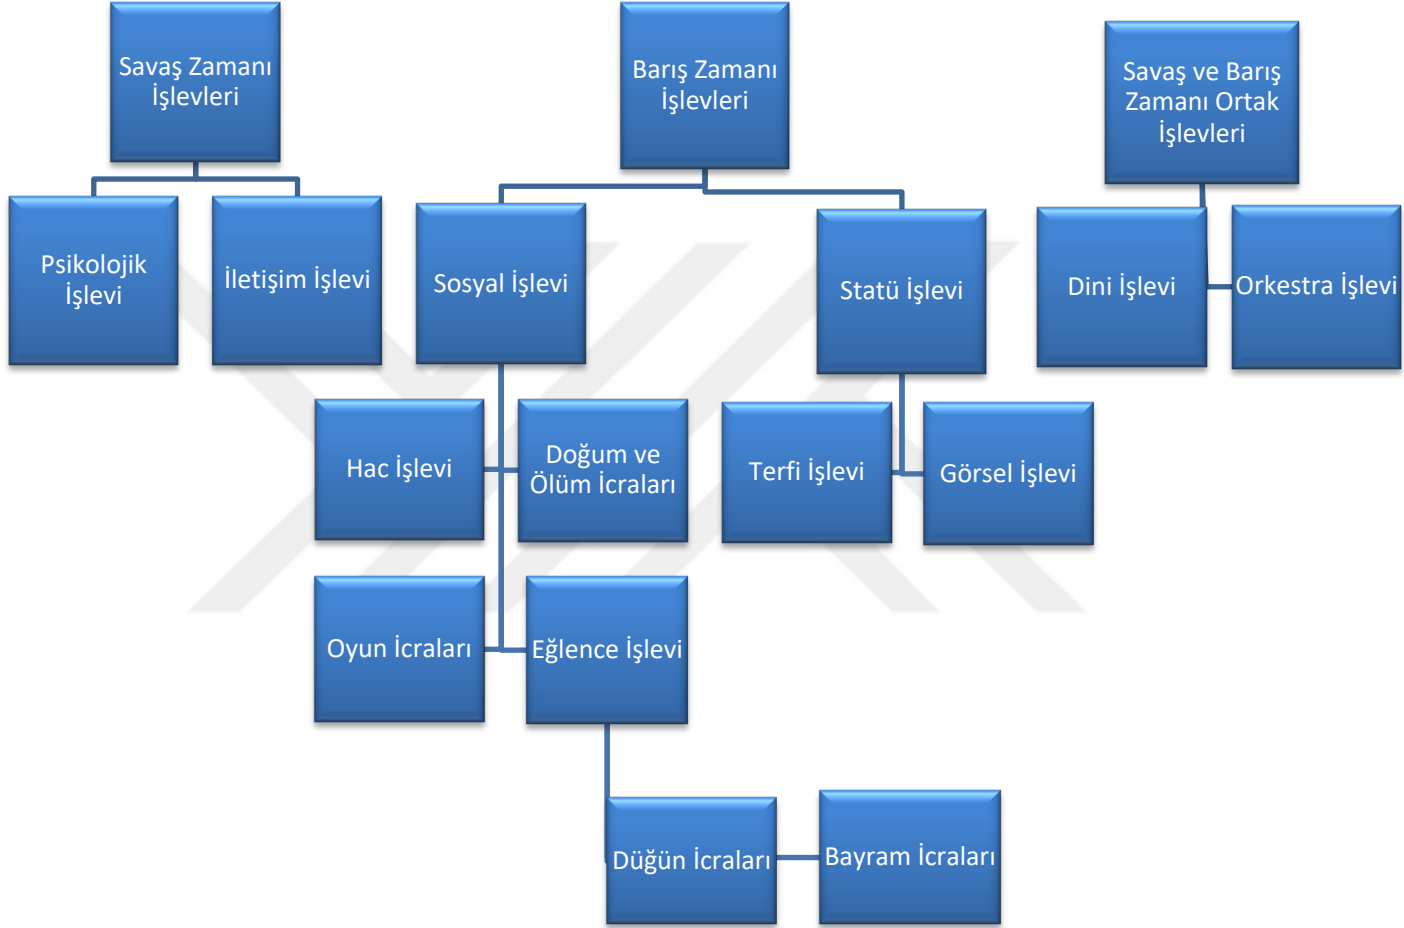 Savaş Zamanı
İşlevleri
Barış Zamanı
İşlevleri
Savaş ve Barış
Zamanı Ortak
İşlevleri
Psikolojik
İşlevi
İletişim İşlevi
Sosyal İşlevi
Statü İşlevi
Dini İşlevi
Orkestra İşlevi
Hac İşlevi
Doğum ve
Ölüm İcraları
Terfi İşlevi
Görsel İşlevi
Oyun İcraları
Eğlence İşlevi
Düğün İcraları
Bayram İcraları